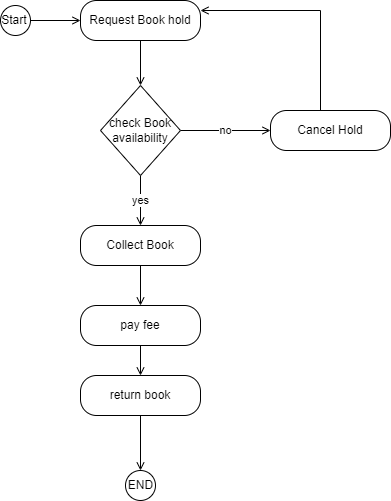 Start
Request Book hold
check Book
availability
no
Cancel Hold
yes
Collect Book
pay fee
return book
END